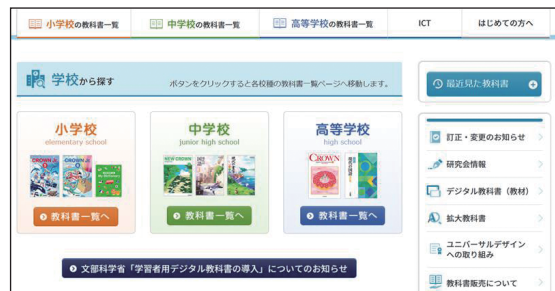 小学校の教科書一覧
中学校の教科書一覧
高等学校の教科書一覧
ICT
はじめての方へ
学校から探す
ボタンをクリックすると各校種の教科書一覧ページへ移動します。
小学校
elementary school
教科書一覧へ
中学校
junior high school
NEW CROWN
教科書一覧へ
高等学校
high school
CROWN
教科書一覧へ
文部科学省「学習者用デジタル教科書の導入」についてのお知らせ
最近見た教科書
訂正・変更のお知らせ
研究会情報
デジタル教科書（教材）
拡大教科書
ユニバーサルデザイン
への取り組み
教科書販売について